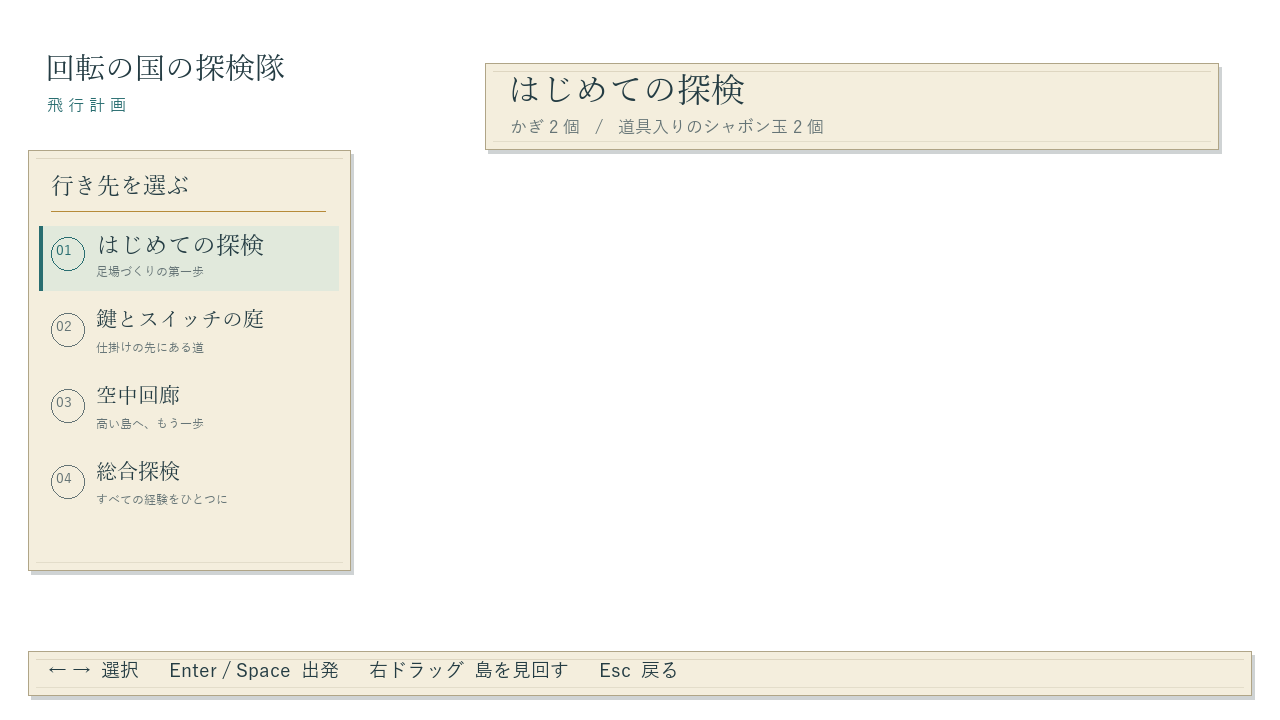 回転の国の探検隊
飛行計画
はじめての探検
かぎ 2 個 / 道具入りのシャボン玉 2 個
行き先を選ぶ
01 はじめての探検
足場づくりの第一歩
02 鍵とスイッチの庭
仕掛けの先にある道
03 空中回廊
高い島へ、もう一歩
04 総合探検
すべての経験をひとつに
← → 選択 Enter / Space 出発 右ドラッグ 島を見回す Esc 戻る